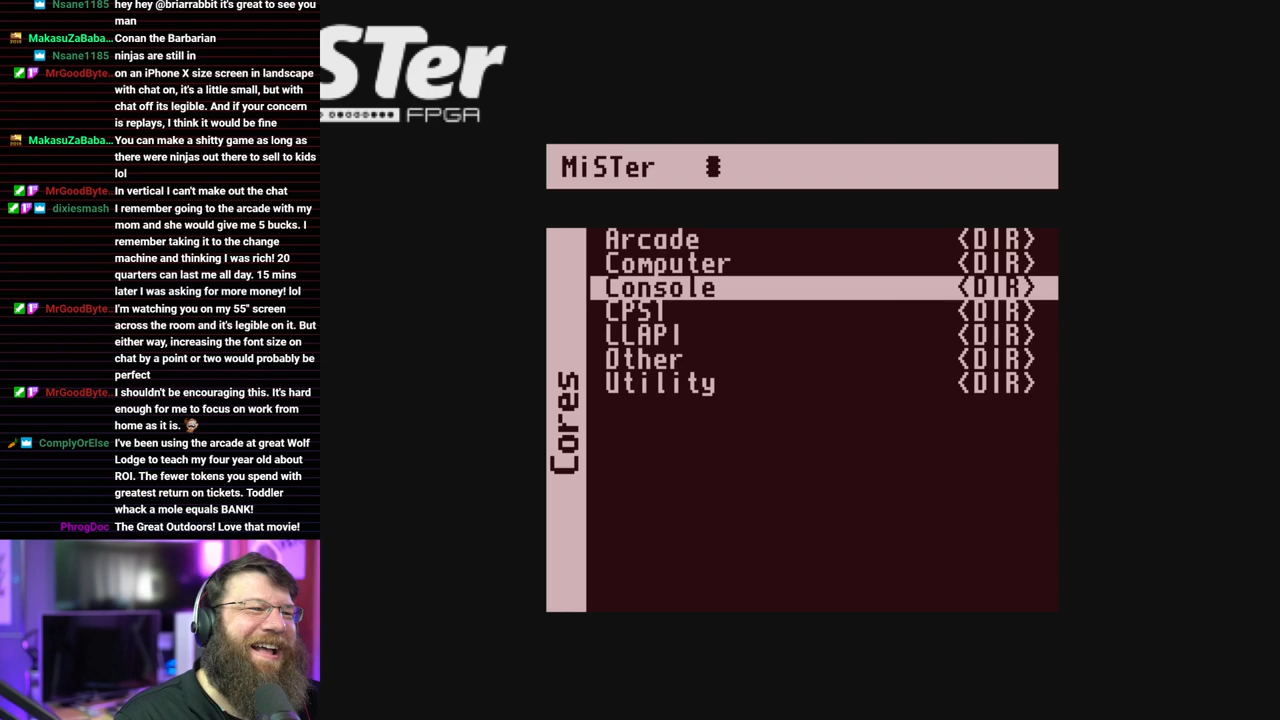 Nsane1185 hey hey @briarrabbit it's great to see you
man
MakasuZaBaba... Conan the Barbarian
Nsane1185 ninjas are still in
MrGoodByte.. on an iPhone X size screen in landscape
with chat on, it's a little small, but with
chat off its legible. And if your concern
is replays, I think it would be fine
MakasuZaBaba... You can make a shitty game as long as
there were ninjas out there to sell to kids
lol
MrGoodByte.. In vertical I can't make out the chat
dixiesmash I remember going to the arcade with my
mom and she would give me 5 bucks. I
remember taking it to the change
machine and thinking I was rich! 20
quarters can last me all day. 15 mins
later I was asking for more money! lol
MrGoodByte.. I'm watching you on my 55" screen
across the room and it's legible on it. But
either way, increasing the font size on
chat by a point or two would probably be
perfect
MrGoodByte.. I shouldn't be encouraging this. It's hard
enough for me to focus on work from
home as it is.
ComplyOrElse I've been using the arcade at great Wolf
Lodge to teach my four year old about
ROI. The fewer tokens you spend with
greatest return on tickets. Toddler
whack a mole equals BANK!
PhrogDoc The Great Outdoors! Love that movie!
STer
FPGA
MiSTer
Cores
Arcade <DIR>
Computer <DIR>
Console <DIR>
CPS1 <DIR>
LLAPI <DIR>
Other <DIR>
Utility <DIR>